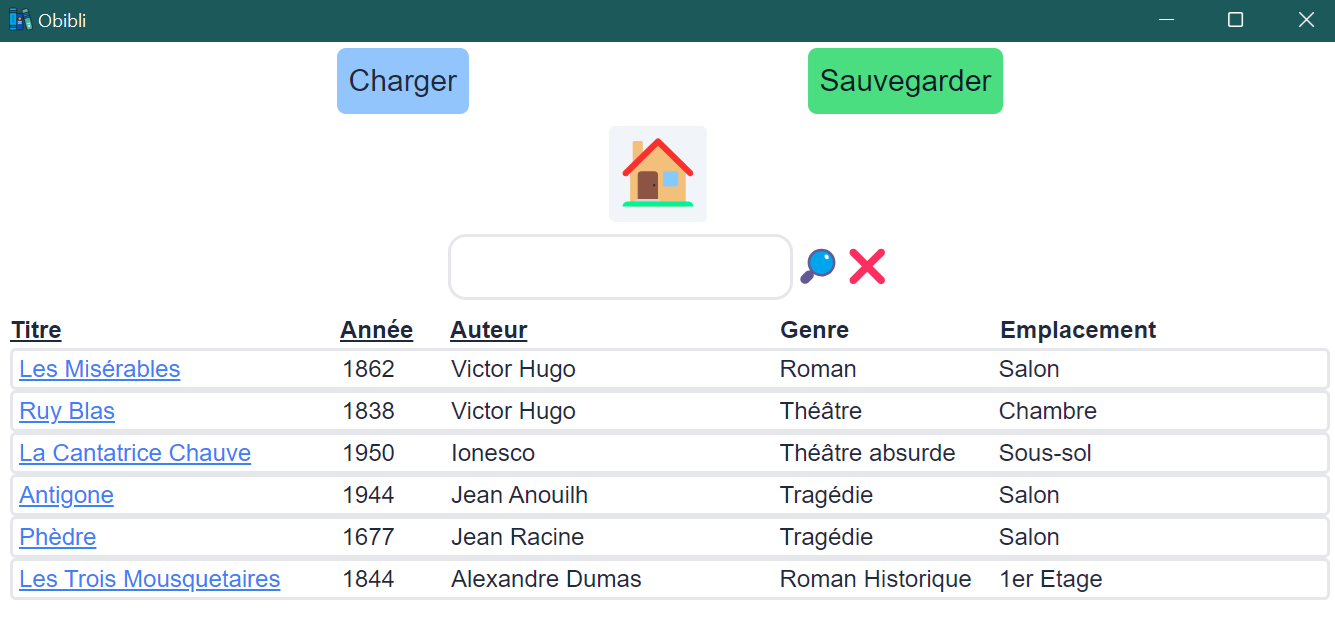 Obibli
Charger Sauvegarder
Titre Année Auteur Genre Emplacement
Les Misérables 1862 Victor Hugo Roman Salon
Ruy Blas 1838 Victor Hugo Théâtre Chambre
La Cantatrice Chauve 1950 Ionesco Théâtre absurde Sous-sol
Antigone 1944 Jean Anouilh Tragédie Salon
Phèdre 1677 Jean Racine Tragédie Salon
Les Trois Mousquetaires 1844 Alexandre Dumas Roman Historique 1er Etage